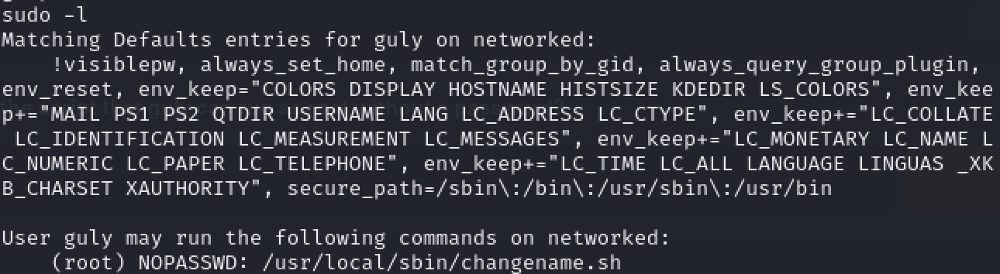 sudo -l
Matching Defaults entries for guly on networked:
    !visiblepw, always_set_home, match_group_by_gid, always_query_group_plugin,
env_reset, env_keep="COLORS DISPLAY HOSTNAME HISTSIZE KDEDIR LS_COLORS", env_kee
p+="MAIL PS1 PS2 QTDIR USERNAME LANG LC_ADDRESS LC_CTYPE", env_keep+="LC_COLLATE
 LC_IDENTIFICATION LC_MEASUREMENT LC_MESSAGES", env_keep+="LC_MONETARY LC_NAME L
C_NUMERIC LC_PAPER LC_TELEPHONE", env_keep+="LC_TIME LC_ALL LANGUAGE LINGUAS _XK
B_CHARSET XAUTHORITY", secure_path=/sbin\:/bin\:/usr/sbin\:/usr/bin

User guly may run the following commands on networked:
    (root) NOPASSWD: /usr/local/sbin/changename.sh